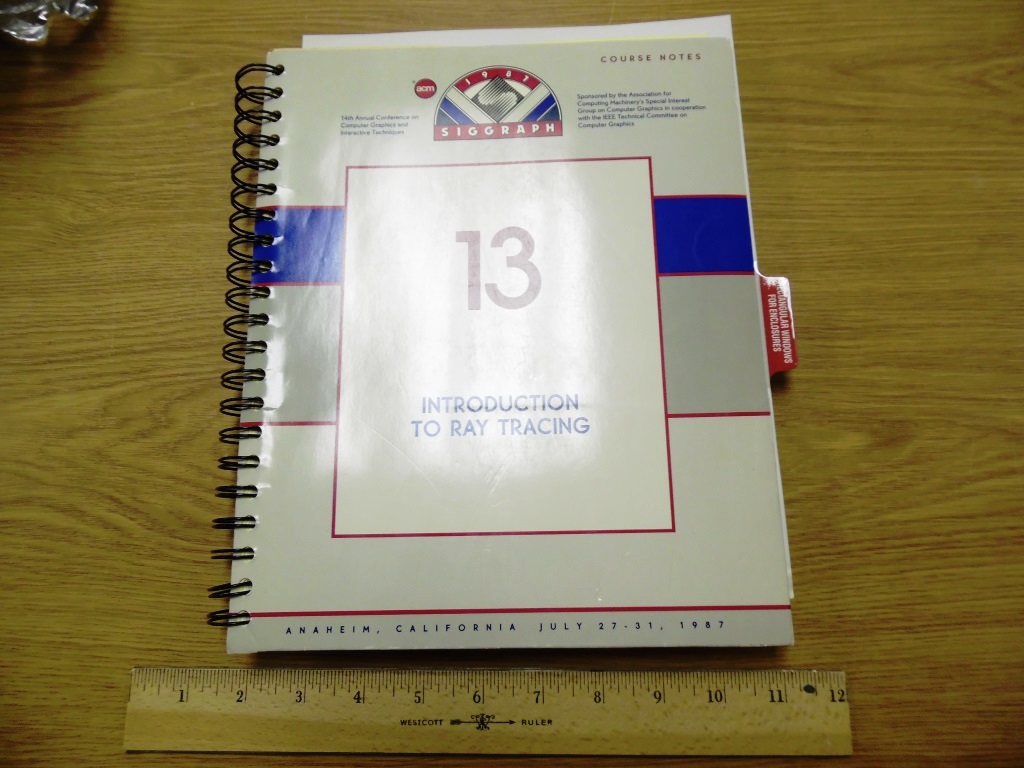 COURSE NOTES
acm
1987
SIGGRAPH
14th Annual Conference on
Computer Graphics and
Interactive Techniques
Sponsored by the Association for
Computing Machinery's Special Interest
Group on Computer Graphics in cooperation
with the IEEE Technical Committee on
Computer Graphics
13
INTRODUCTION
TO RAY TRACING
WINDOWS
FOR ENCLOSURES
ANAHEIM, CALIFORNIA JULY 27-31, 1987
1 2 3 4 5 6 7 8 9 10 11 12
WESTCOTT RULER